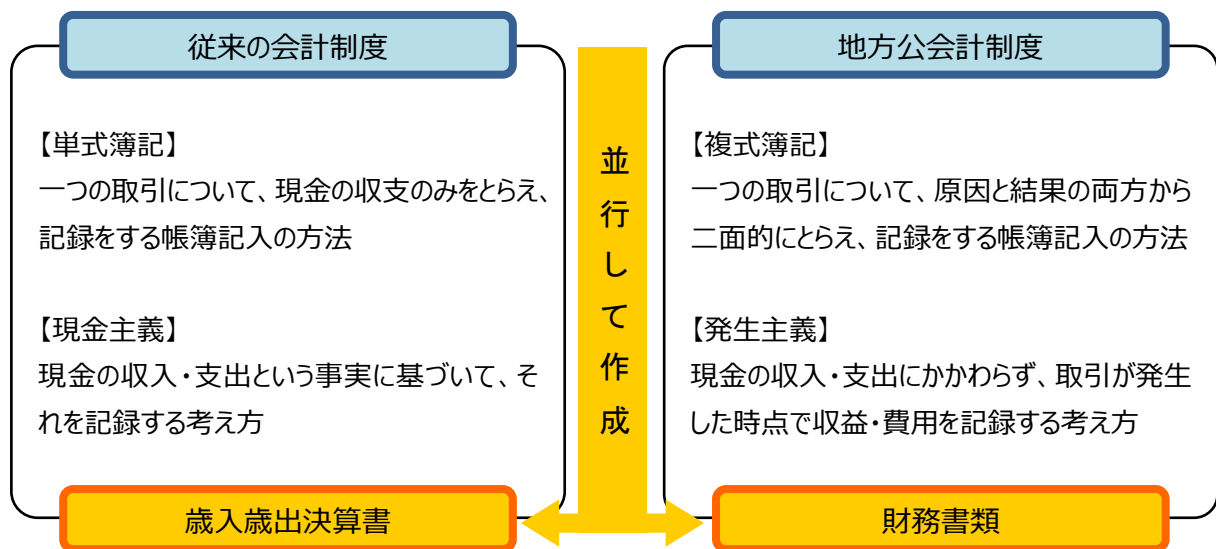 従来の会計制度
【単式簿記】
一つの取引について、現金の収支のみをとらえ、
記録をする帳簿記入の方法
【現金主義】
現金の収入・支出という事実に基づいて、そ
れを記録する考え方
歳入歳出決算書
並行して作成
地方公会計制度
【複式簿記】
一つの取引について、原因と結果の両方から
二面的にとらえ、記録をする帳簿記入の方法
【発生主義】
現金の収入・支出にかかわらず、取引が発生
した時点で収益・費用を記録する考え方
財務書類